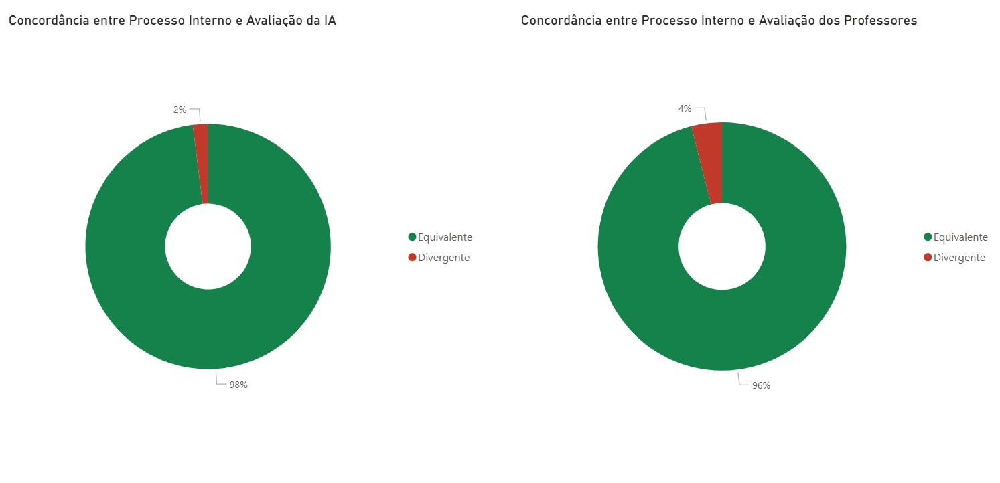 Concordância entre Processo Interno e Avaliação da IA
2%
98%
Equivalente
Divergente
Concordância entre Processo Interno e Avaliação dos Professores
4%
96%
Equivalente
Divergente